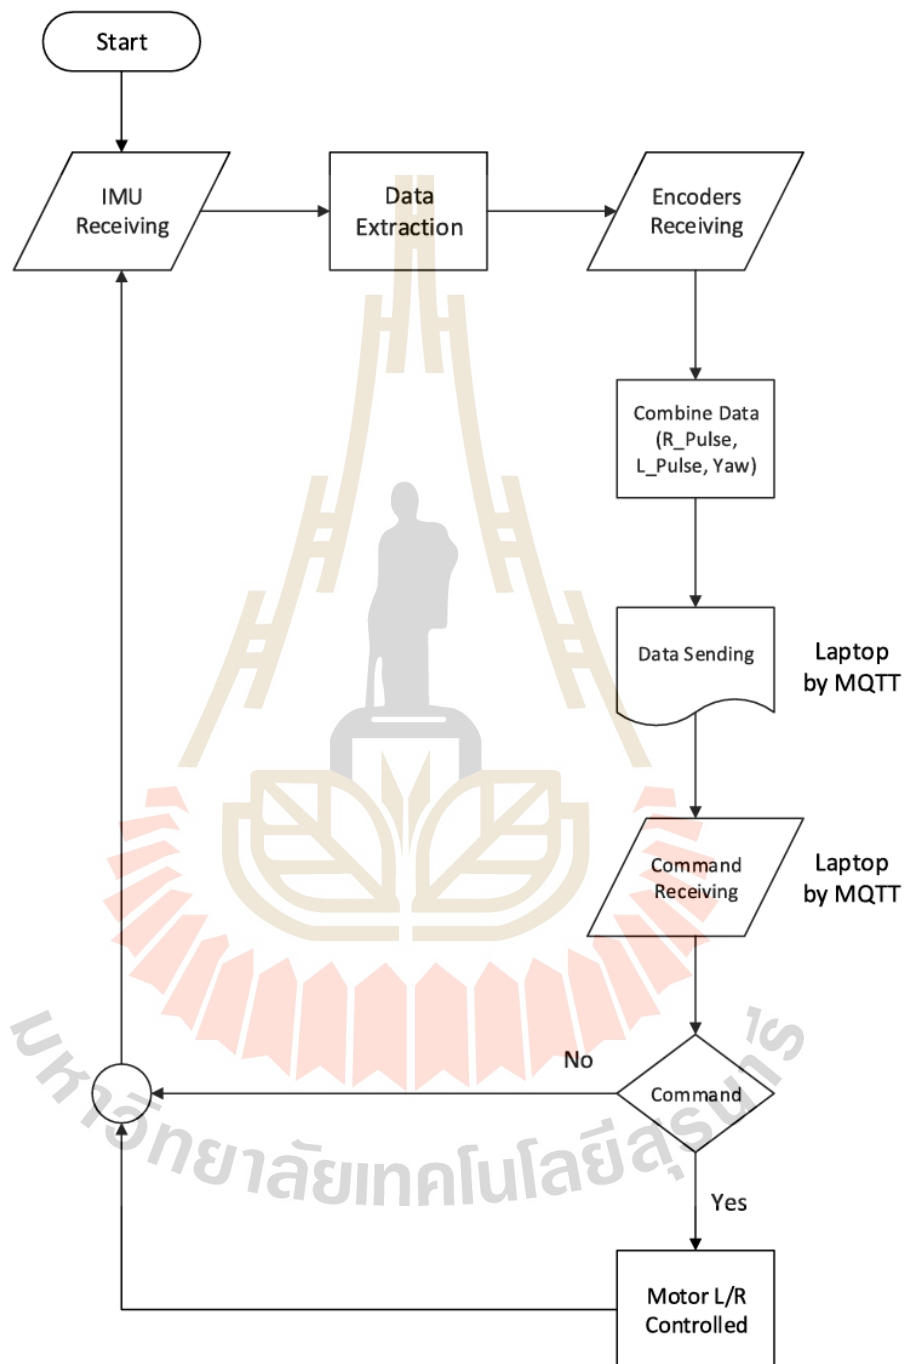 Start
IMU
Receiving
Data
Extraction
Encoders
Receiving
Combine Data
(R_Pulse,
L_Pulse, Yaw)
Data Sending
Laptop
by MQTT
Command
Receiving
Laptop
by MQTT
No
Command
Yes
Motor L/R
Controlled
มหาวิทยาลัยเทคโนโลยีสุรนารี